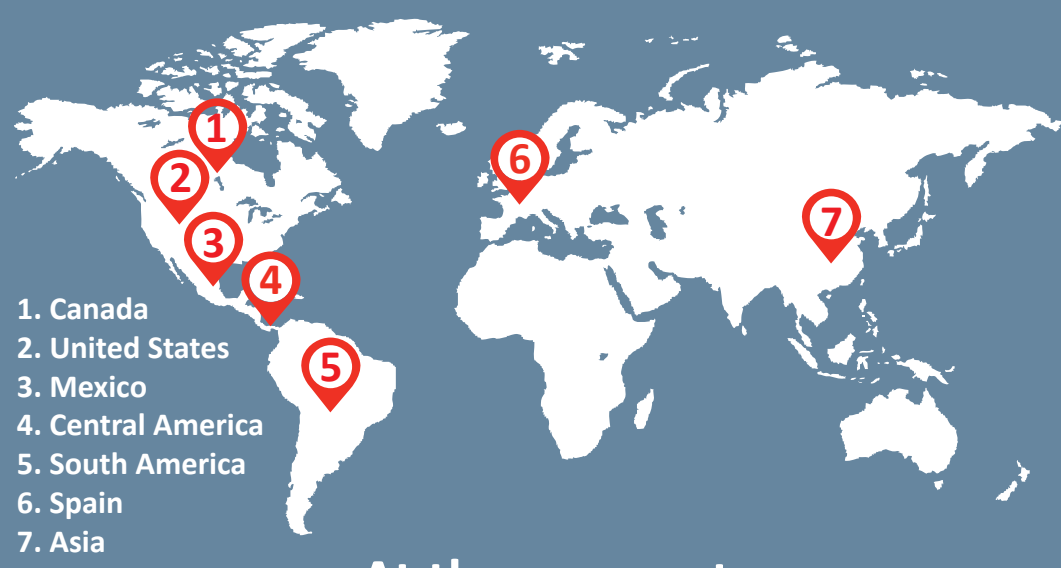 1
2
3
4
5
6
7
1. Canada
2. United States
3. Mexico
4. Central America
5. South America
6. Spain
7. Asia